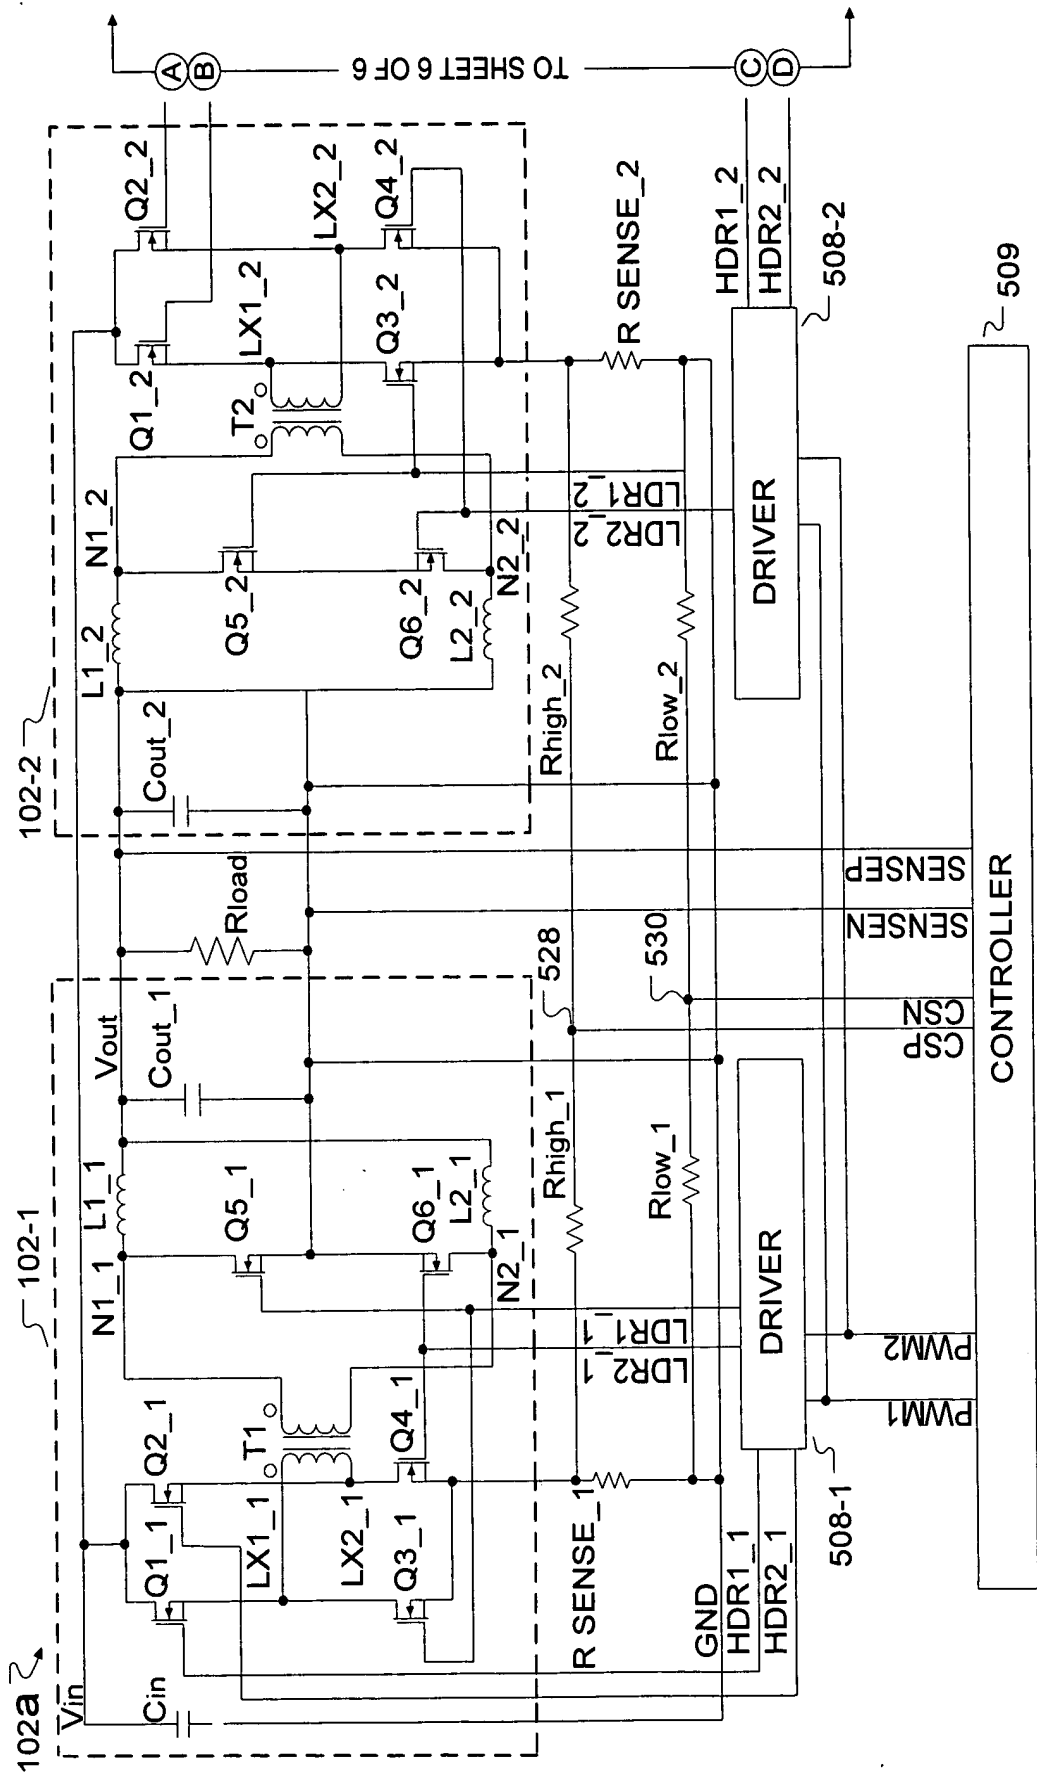 102a
102-1
102-2
Vin
Cin
Q1_1
Q2_1
LX1_1
LX2_1
Q3_1
Q4_1
T1
N1_1
N2_1
L1_1
L2_1
Q5_1
Q6_1
Vout
Cout_1
Rload
Cout_2
L1_2
L2_2
N1_2
N2_2
Q5_2
Q6_2
T2
Q1_2
Q2_2
LX1_2
LX2_2
Q3_2
Q4_2
A
B
TO SHEET 6 OF 6
C
D
R SENSE_1
Rhigh_1
Rlow_1
528
530
Rhigh_2
Rlow_2
R SENSE_2
GND
HDR1_1
HDR2_1
LDR2_1
LDR1_1
LDR2_2
LDR1_2
HDR1_2
HDR2_2
DRIVER
508-1
DRIVER
508-2
PWM1
PWM2
CSP
CSN
SENSEN
SENSEP
CONTROLLER
509